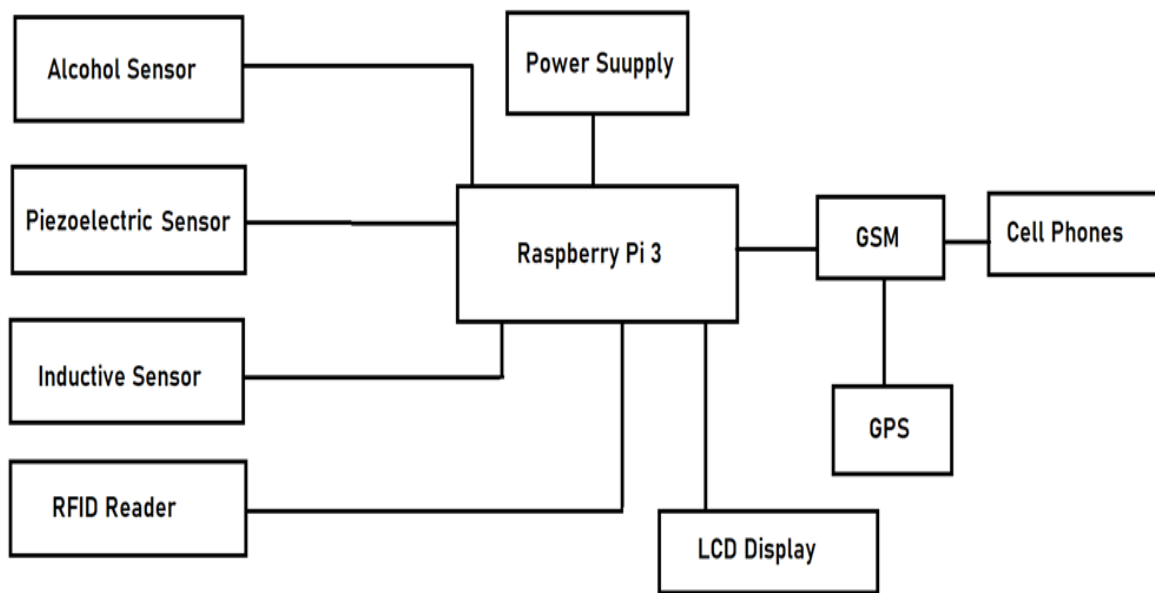 Alcohol Sensor
Power Suupply
Piezoelectric Sensor
Raspberry Pi 3
GSM
Cell Phones
Inductive Sensor
GPS
RFID Reader
LCD Display